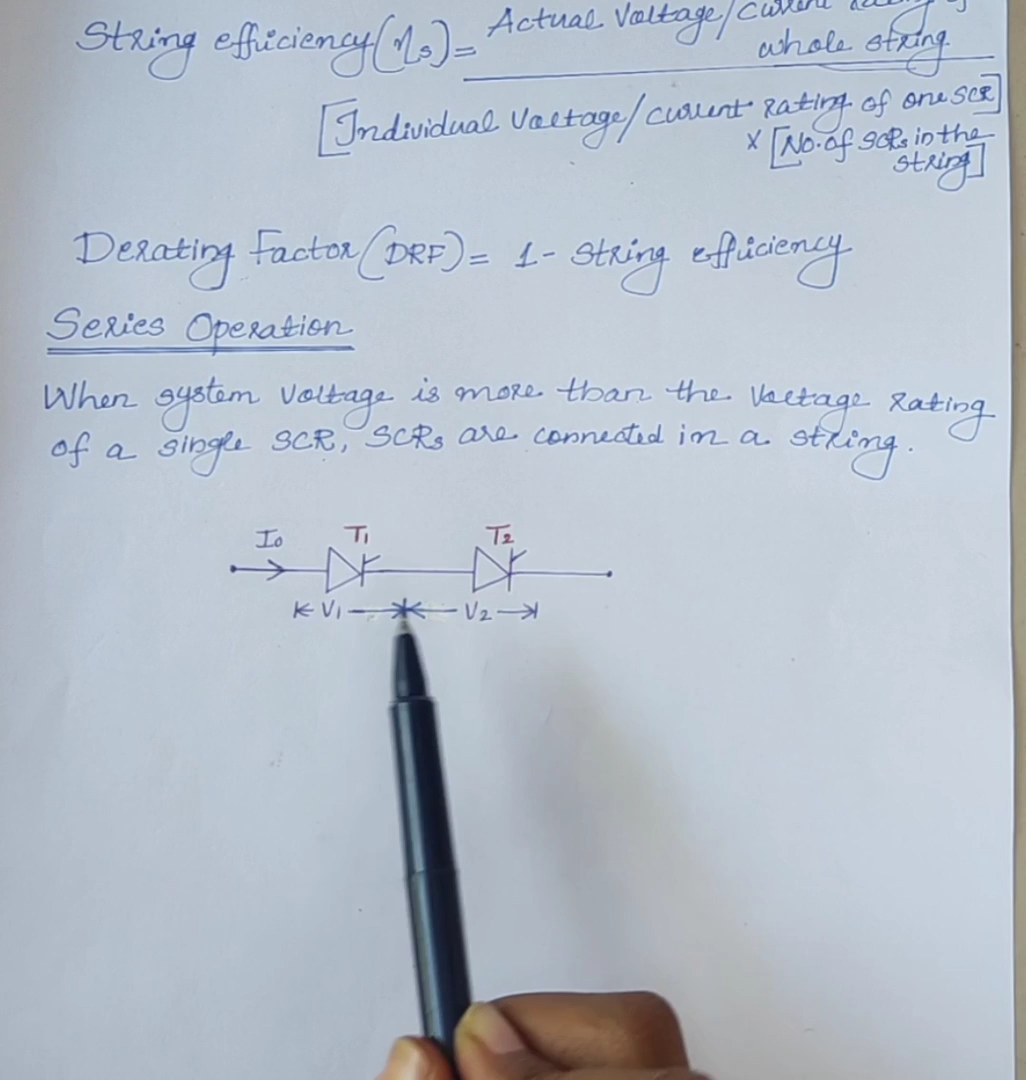 String efficiency(ηs)= Actual Voltage/current
whole string
[Individual Voltage/current Rating of one SCR]
x [No. of SCRs in the
string]
Derating Factor (DRF) = 1- String efficiency
Series Operation
When system voltage is more than the Voltage Rating
of a single SCR, SCRs are connected in a string.
Io T1 T2
V1 V2